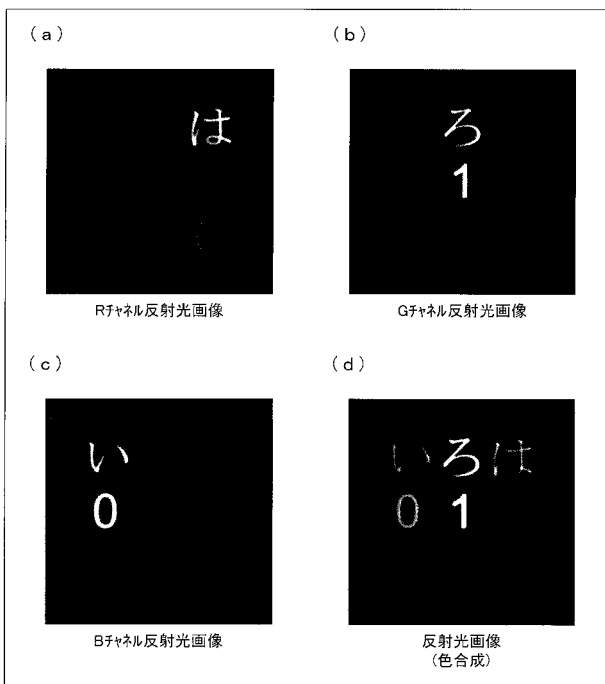 (a)
は
Rチャネル反射光画像
(b)
ろ
1
Gチャネル反射光画像
(c)
い
0
Bチャネル反射光画像
(d)
いろは
0 1
反射光画像
(色合成)